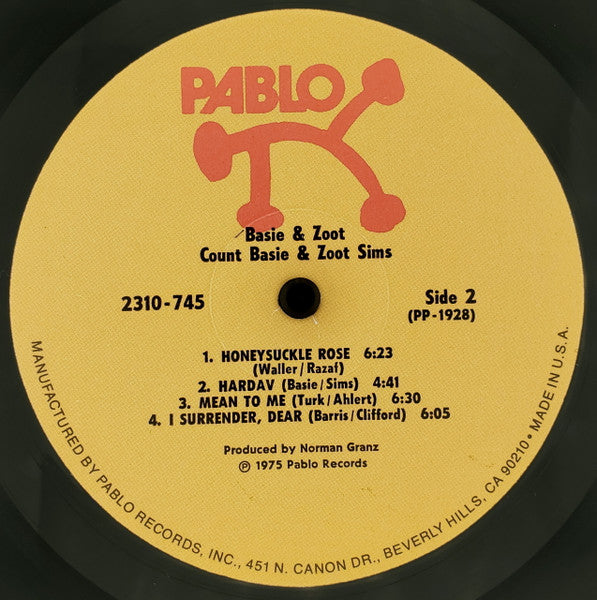 PABLO
Basie & Zoot
Count Basie & Zoot Sims
2310-745
Side 2
(PP-1928)
1. HONEYSUCKLE ROSE 6:23
(Waller/Razaf)
2. HARDAV (Basie/Sims) 4:41
3. MEAN TO ME (Turk/Ahlert) 6:30
4. I SURRENDER, DEAR (Barris/Clifford) 6:05
Produced by Norman Granz
℗ 1975 Pablo Records
MANUFACTURED BY PABLO RECORDS, INC., 451 N. CANON DR., BEVERLY HILLS, CA 90210 • MADE IN U.S.A.